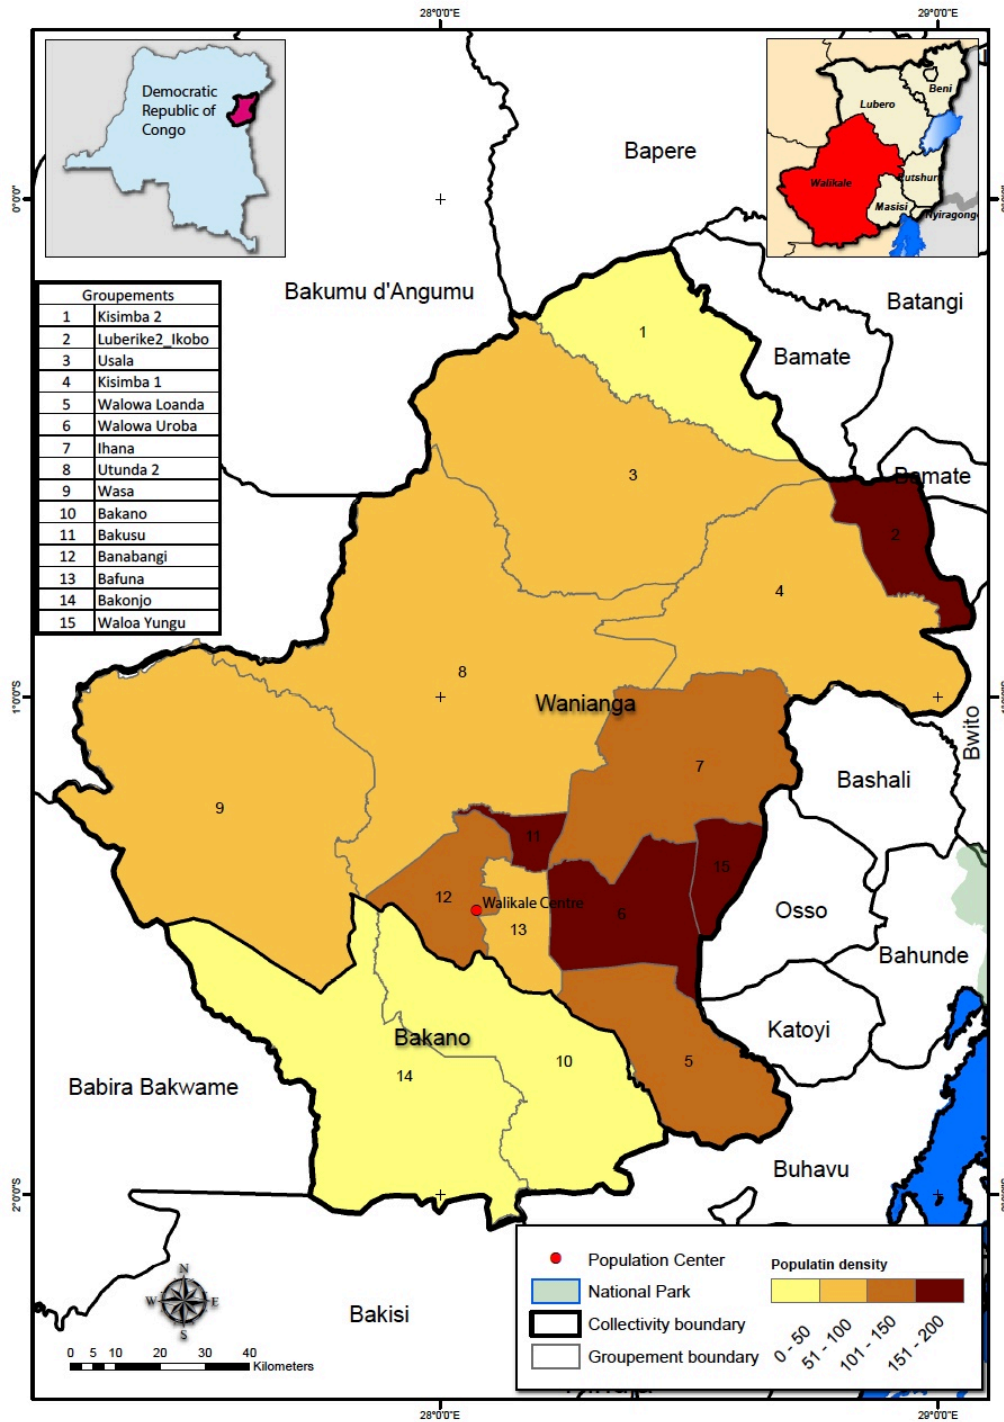 28°0'0"E
29°0'0"E
Democratic
Republic of
Congo
Beni
Lubero
Walikale
Rutshuru
Masisi
Nyiragongo
0°0'0"
Bapere
Bakumu d'Angumu
Batangi
Bamate
Bamate
Groupements
1 Kisimba 2
2 Luberike2_Ikobo
3 Usala
4 Kisimba 1
5 Walowa Loanda
6 Walowa Uroba
7 Ihana
8 Utunda 2
9 Wasa
10 Bakano
11 Bakusu
12 Banabangi
13 Bafuna
14 Bakonjo
15 Waloa Yungu
1
3
2
4
8
Wanianga
1°0'0"S
Bwito
7
Bashali
9
11
15
12
Walikale Centre
6
13
Osso
Bahunde
Katoyi
Bakano
10
5
14
Babira Bakwame
Buhavu
2°0'0"S
Bakisi
N
W
E
S
0 5 10 20 30 40
Kilometers
Population Center
National Park
Collectivity boundary
Groupement boundary
Populatin density
0 - 50
51 - 100
101 - 150
151 - 200
28°0'0"E
29°0'0"E